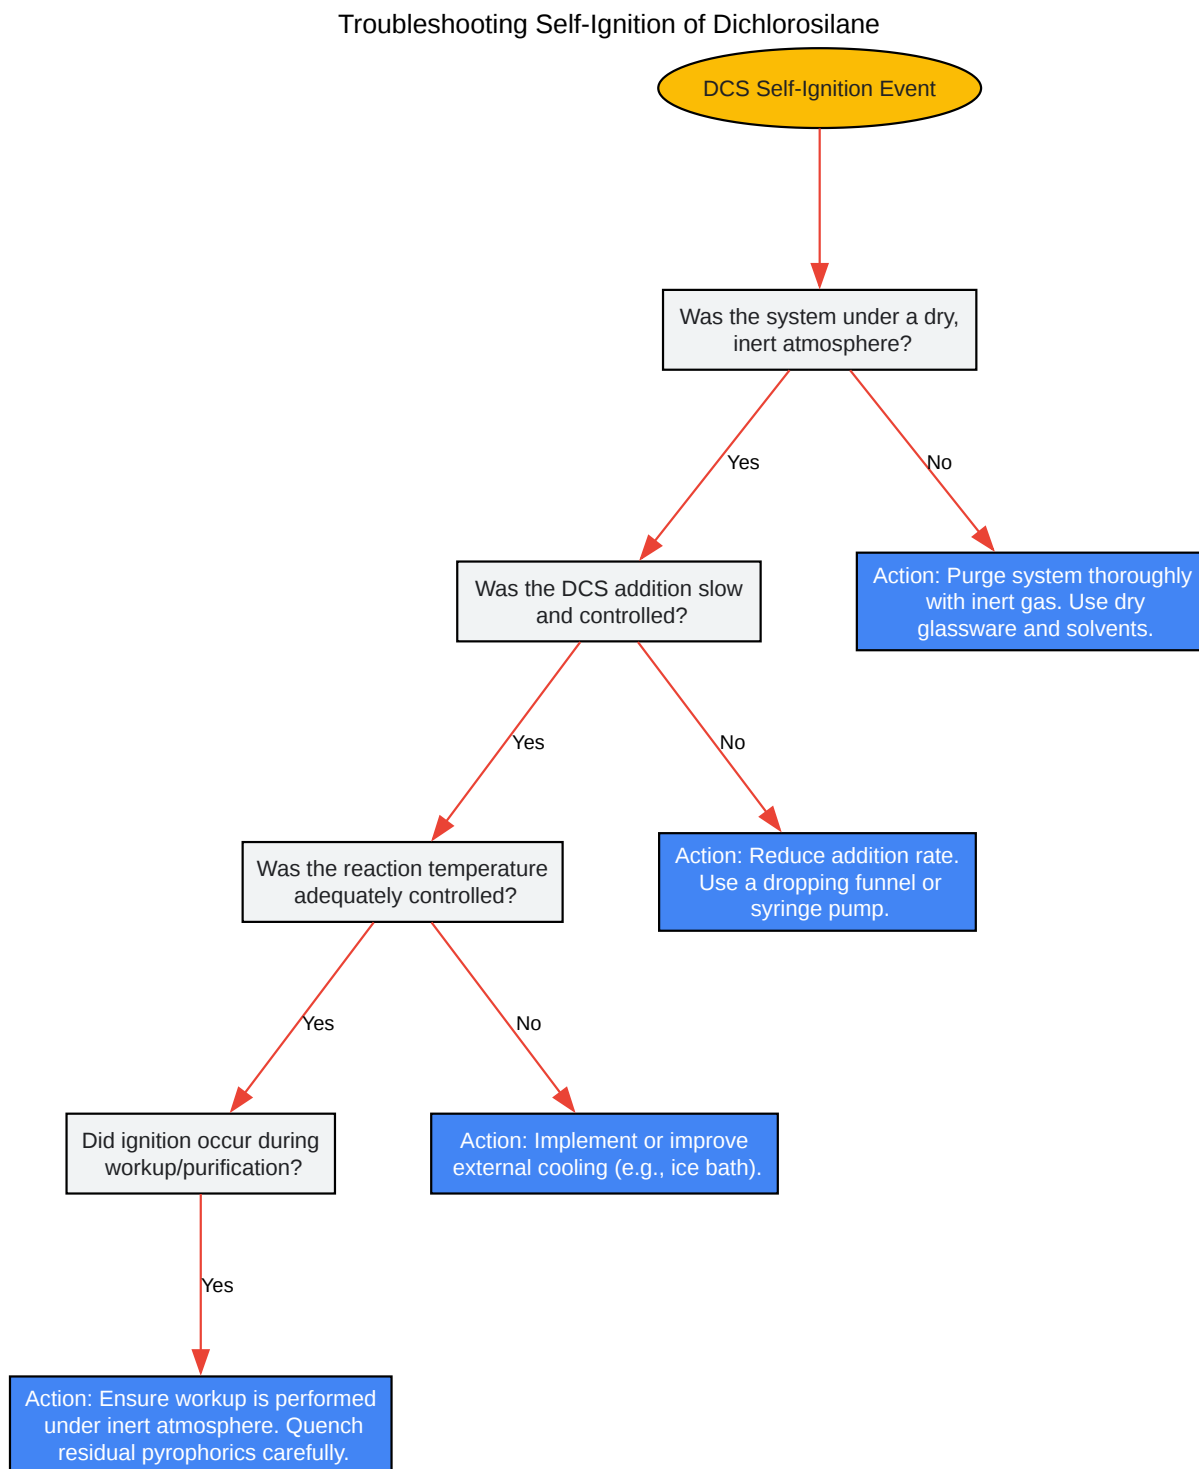 Troubleshooting Self-Ignition of Dichlorosilane
DCS Self-Ignition Event
Was the system under a dry,
inert atmosphere?
Yes
No
Was the DCS addition slow
and controlled?
Action: Purge system thoroughly
with inert gas. Use dry
glassware and solvents.
Yes
No
Was the reaction temperature
adequately controlled?
Action: Reduce addition rate.
Use a dropping funnel or
syringe pump.
Yes
No
Did ignition occur during
workup/purification?
Action: Implement or improve
external cooling (e.g., ice bath).
Yes
Action: Ensure workup is performed
under inert atmosphere. Quench
residual pyrophorics carefully.